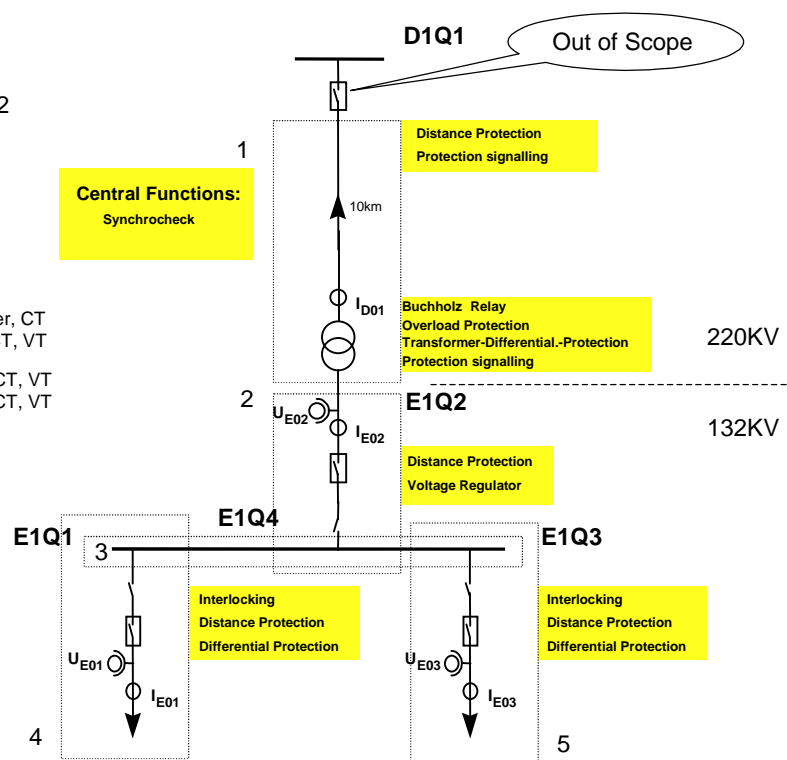 D1Q1
Out of Scope
2
1
Distance Protection
Protection signalling
Central Functions:
Synchrocheck
10km
I D01
Buchholz Relay
Overload Protection
Transformer-Differential.-Protection
Protection signalling
220KV
er, CT
CT, VT
CT, VT
CT, VT
2
U E02
E1Q2
I E02
132KV
Distance Protection
Voltage Regulator
E1Q4
E1Q1
3
E1Q3
Interlocking
Distance Protection
Differential Protection
Interlocking
Distance Protection
Differential Protection
U E01
I E01
U E03
I E03
4
5